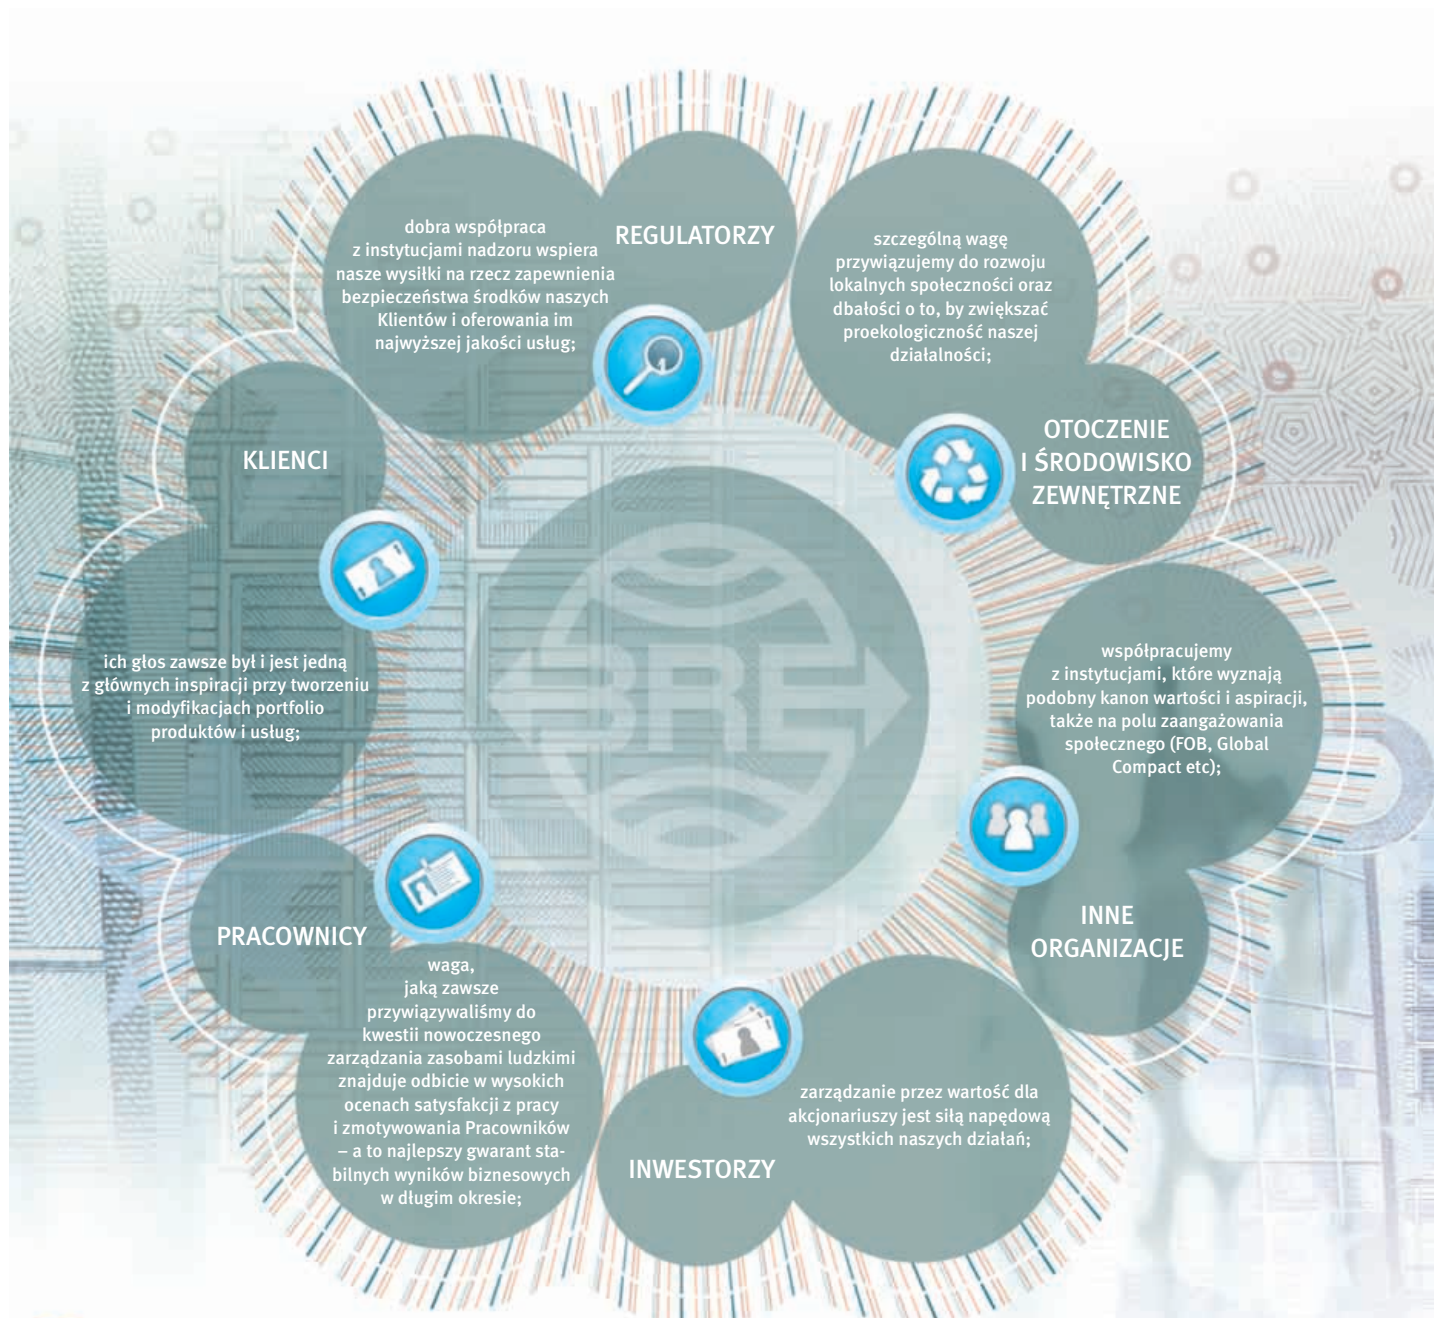 REGULATORZY
dobra współpraca
z instytucjami nadzoru wspiera
nasze wysiłki na rzecz zapewnienia
bezpieczeństwa środków naszych
Klientów i oferowania im
najwyższej jakości usług;
szczególną wagę
przywiązujemy do rozwoju
lokalnych społeczności oraz
dbałości o to, by zwiększać
proekologiczność naszej
działalności;
OTOCZENIE
I ŚRODOWISKO
ZEWNĘTRZNE
KLIENCI
ich głos zawsze był i jest jedną
z głównych inspiracji przy tworzeniu
i modyfikacjach portfolio
produktów i usług;
BRE
współpracujemy
z instytucjami, które wyznają
podobny kanon wartości i aspiracji,
także na polu zaangażowania
społecznego (FOB, Global
Compact etc);
INNE
ORGANIZACJE
PRACOWNICY
waga,
jaką zawsze
przywiązywaliśmy do
kwestii nowoczesnego
zarządzania zasobami ludzkimi
znajduje odbicie w wysokich
ocenach satysfakcji z pracy
i zmotywowania Pracowników
– a to najlepszy gwarant sta-
bilnych wyników biznesowych
w długim okresie;
INWESTORZY
zarządzanie przez wartość dla
akcjonariuszy jest siłą napędową
wszystkich naszych działań;